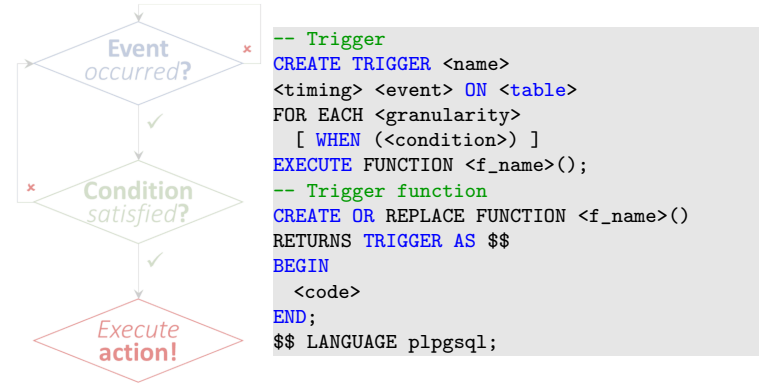 Event
occurred?
✘
✓
Condition
satisfied?
✘
✓
Execute
action!
-- Trigger
CREATE TRIGGER <name>
<timing> <event> ON <table>
FOR EACH <granularity>
  [ WHEN (<condition>) ]
EXECUTE FUNCTION <f_name>();
-- Trigger function
CREATE OR REPLACE FUNCTION <f_name>()
RETURNS TRIGGER AS $$
BEGIN
  <code>
END;
$$ LANGUAGE plpgsql;